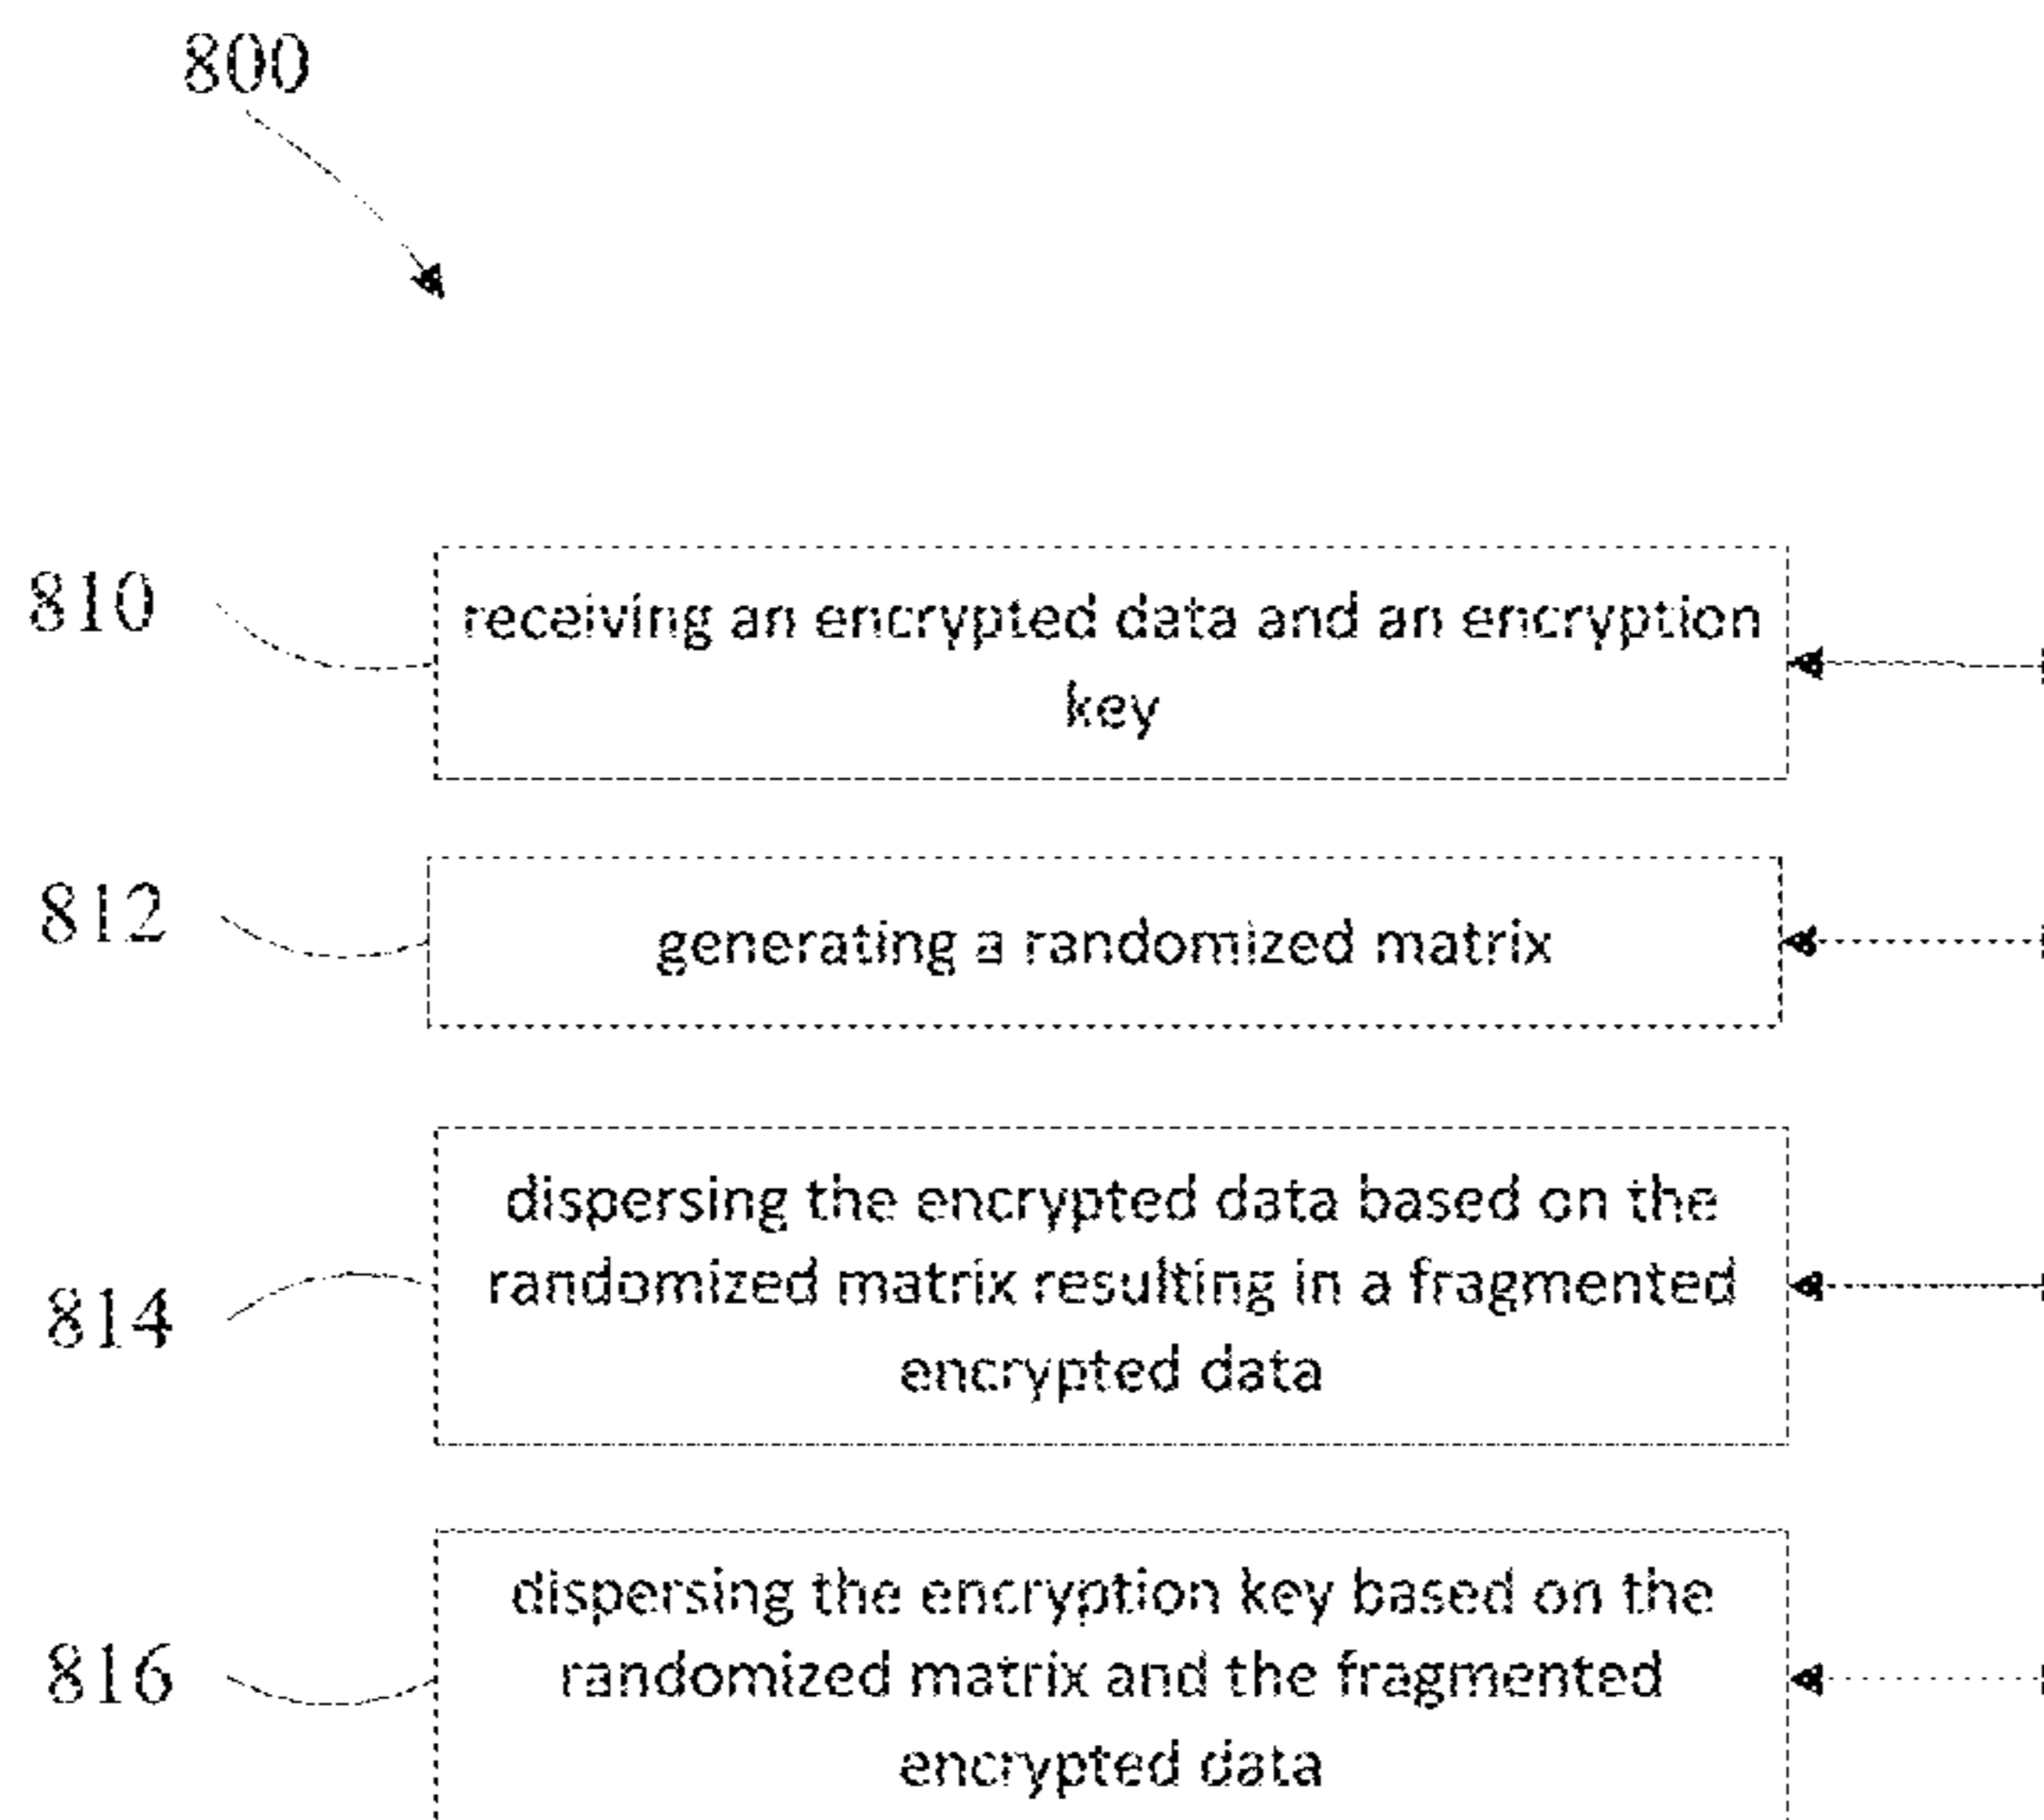 800
810
receiving an encrypted data and an encryption
key
812
generating a randomized matrix
814
dispersing the encrypted data based on the
randomized matrix resulting in a fragmented
encrypted data
816
dispersing the encryption key based on the
randomized matrix and the fragmented
encrypted data